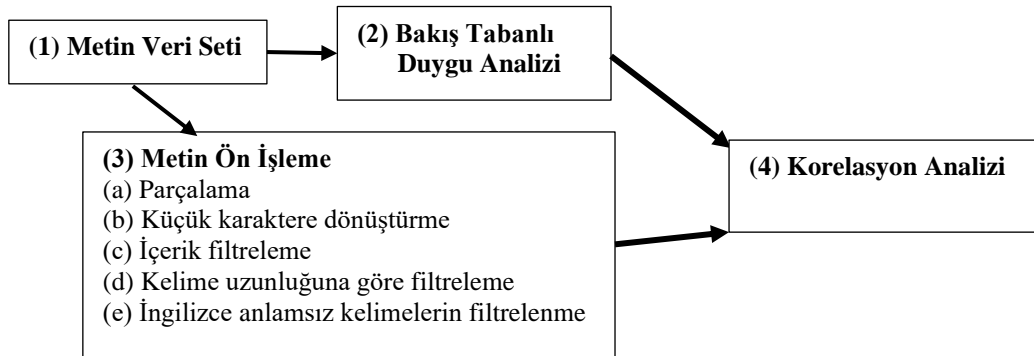 (1) Metin Veri Seti
(2) Bakış Tabanlı
Duygu Analizi
(3) Metin Ön İşleme
(a) Parçalama
(b) Küçük karaktere dönüştürme
(c) İçerik filtreleme
(d) Kelime uzunluğuna göre filtreleme
(e) İngilizce anlamsız kelimelerin filtrelenme
(4) Korelasyon Analizi